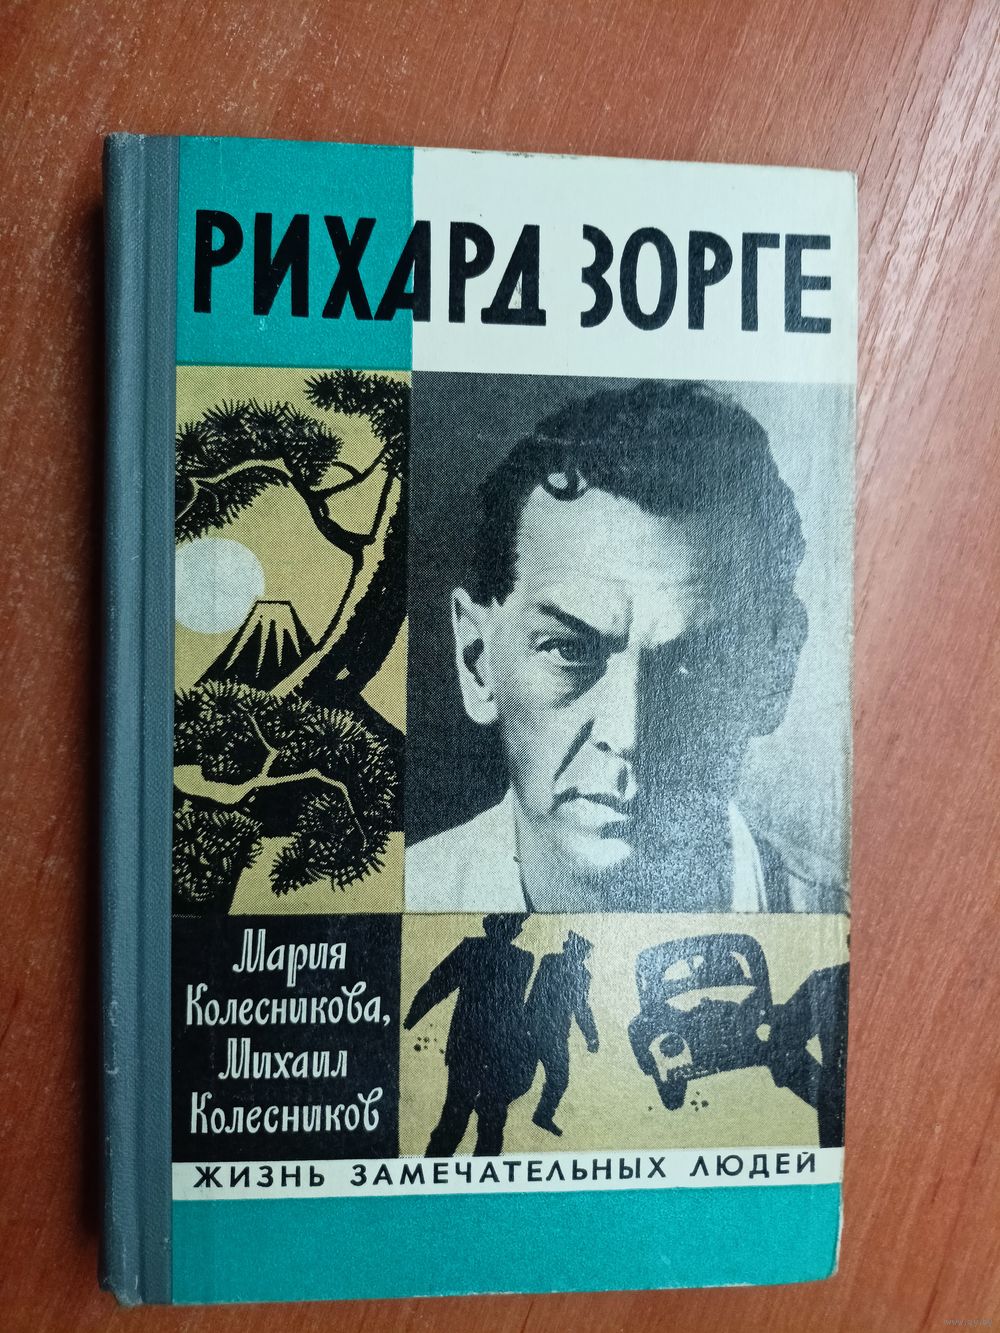 РИХАРД ЗОРГЕ
Мария
Колесникова,
Михаил
Колесников
ЖИЗНЬ ЗАМЕЧАТЕЛЬНЫХ ЛЮДЕЙ